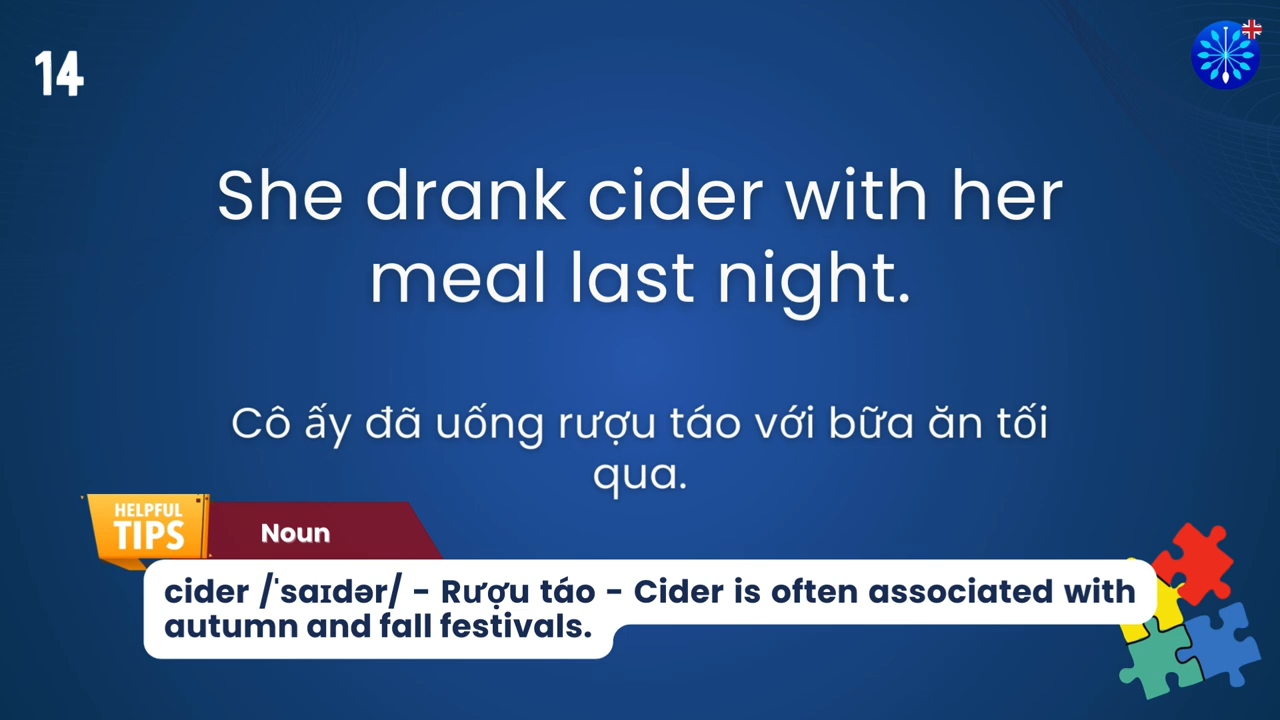 14
She drank cider with her
meal last night.
Cô ấy đã uống rượu táo với bữa ăn tối
qua.
HELPFUL
TIPS
Noun
cider /ˈsaɪdər/ - Rượu táo - Cider is often associated with
autumn and fall festivals.